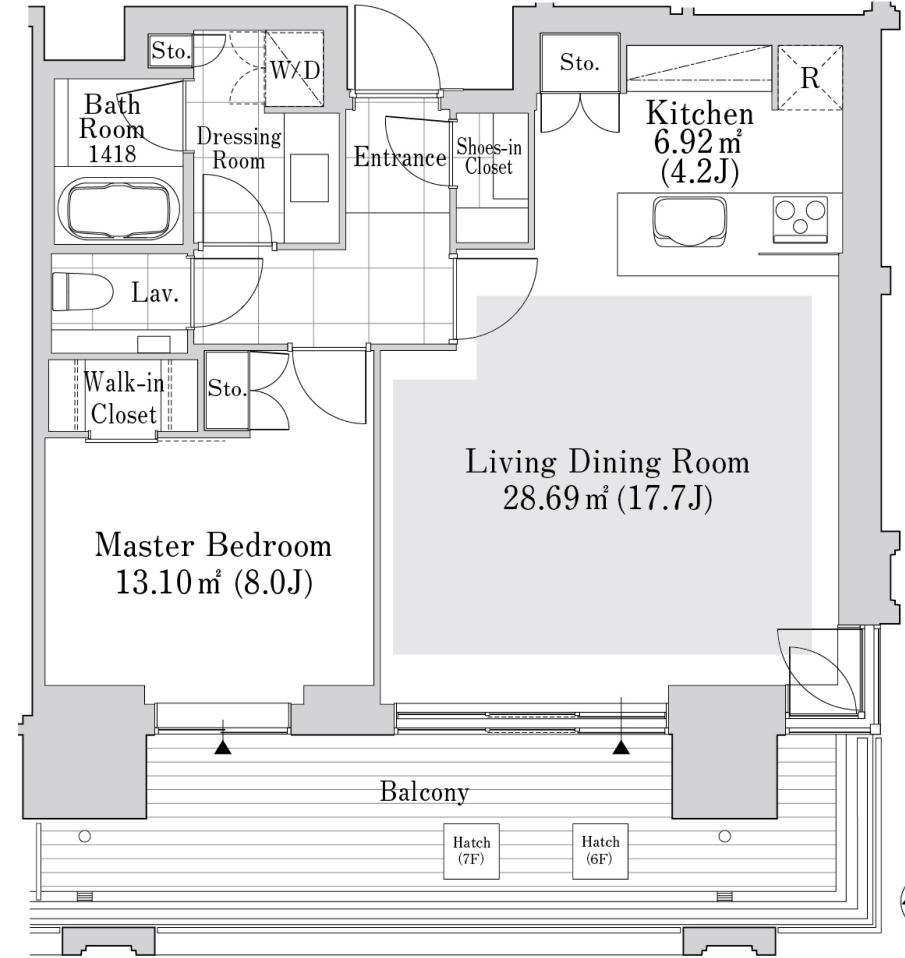 Sto.
W/D
Bath
Room
1418
Dressing
Room
Entrance
Shoes-in
Closet
Sto.
R
Kitchen
6.92㎡
(4.2J)
Lav.
Walk-in
Closet
Sto.
Living Dining Room
28.69㎡ (17.7J)
Master Bedroom
13.10㎡ (8.0J)
Balcony
Hatch
(7F)
Hatch
(6F)